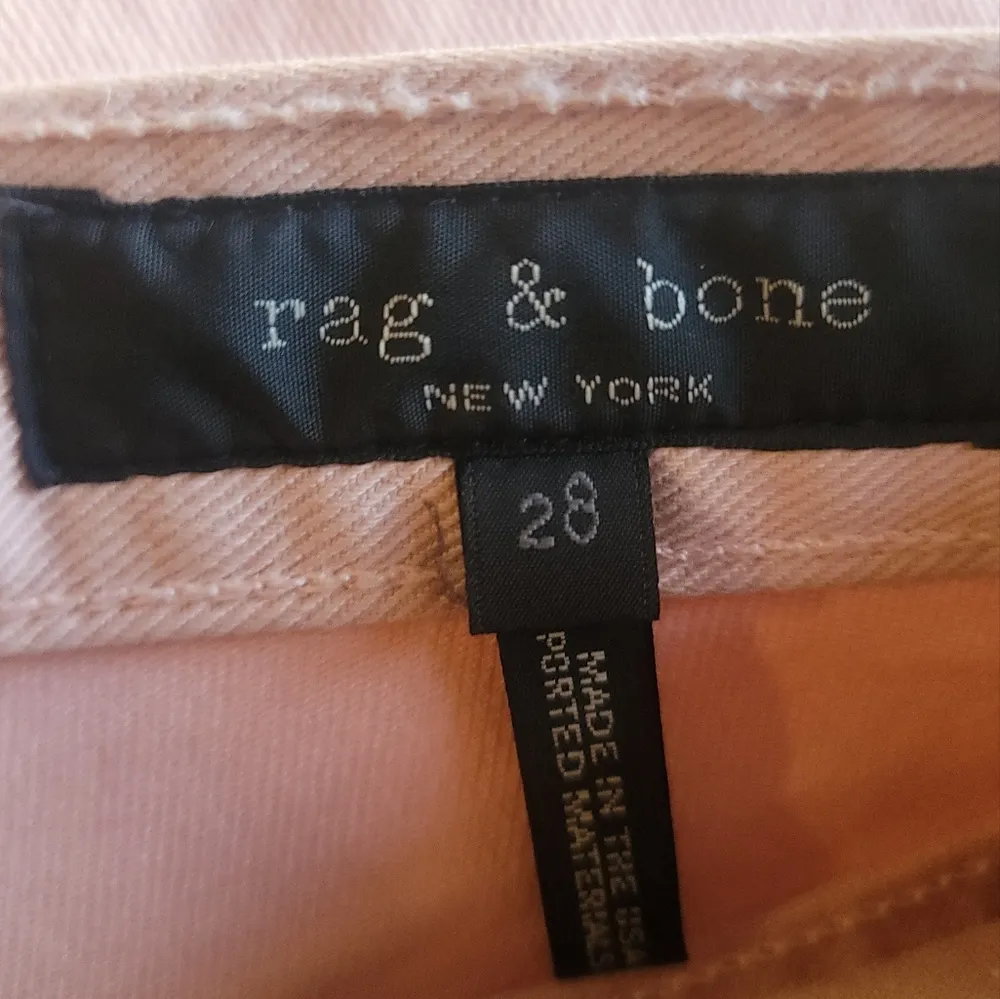 rag & bone
NEW YORK
28
MADE IN THE USA
PORTED MATERIALS